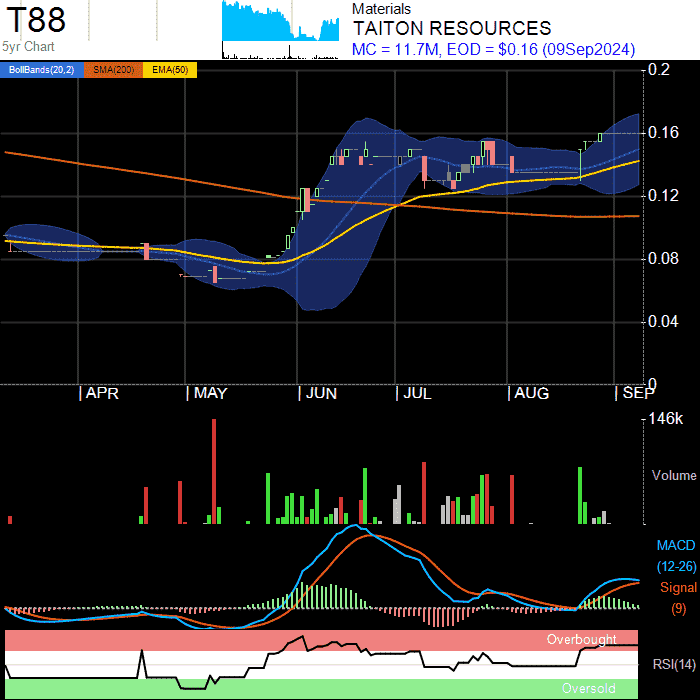 T88
5yr Chart
Materials
TAITON RESOURCES
MC = 11.7M, EOD = $0.16 (09Sep2024)
BollBands(20,2) SMA(200) EMA(50)
0.2
0.16
0.12
0.08
0.04
0
APR MAY JUN JUL AUG SEP
146k
Volume
MACD
(12-26)
Signal
(9)
Overbought
RSI(14)
Oversold